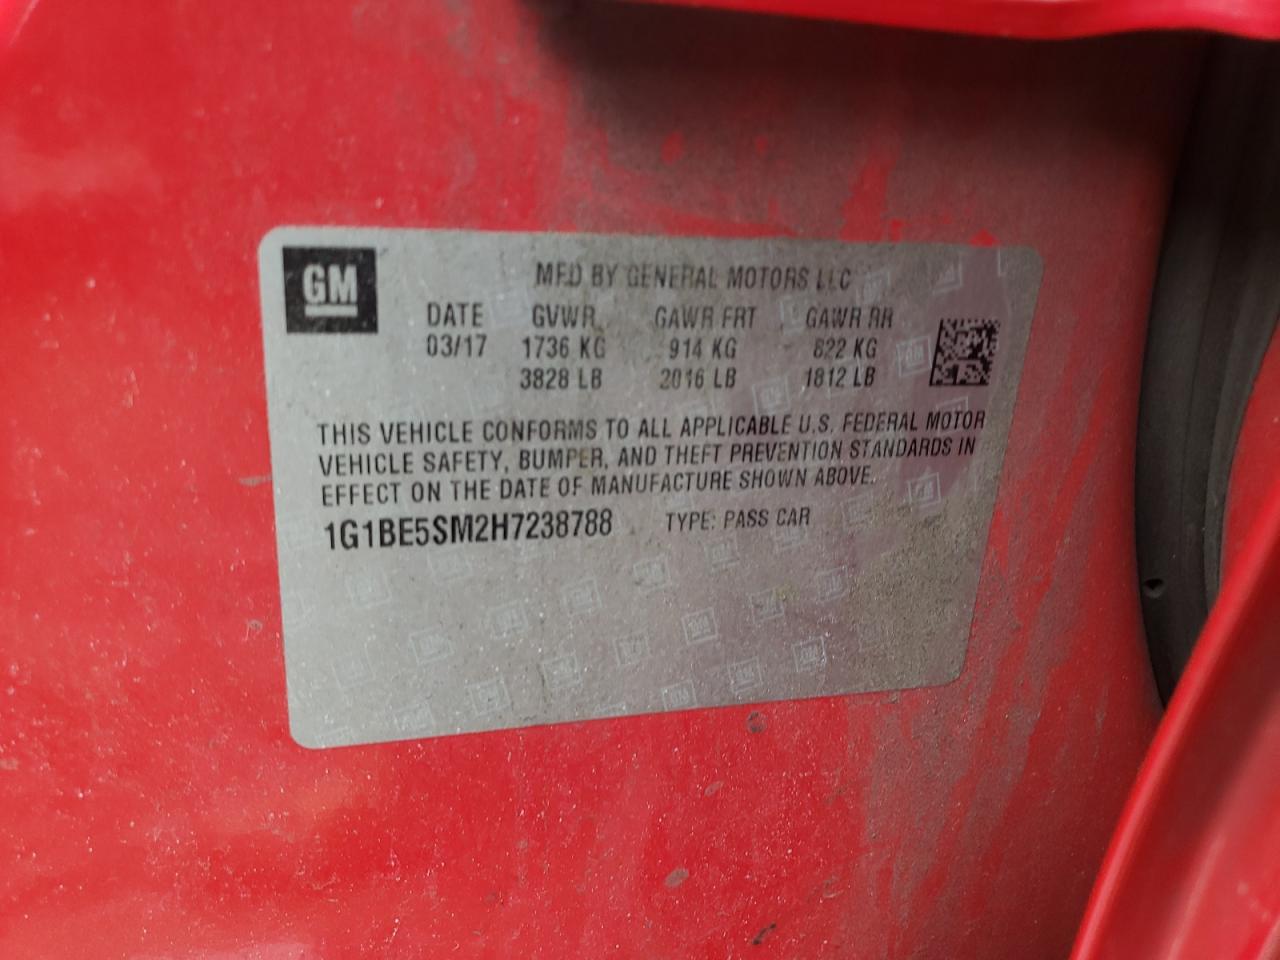 GM
MFD BY GENERAL MOTORS LLC
DATE GVWR GAWR FRT GAWR RR
03/17 1736 KG 914 KG 822 KG
3828 LB 2016 LB 1812 LB
THIS VEHICLE CONFORMS TO ALL APPLICABLE U.S. FEDERAL MOTOR
VEHICLE SAFETY, BUMPER, AND THEFT PREVENTION STANDARDS IN
EFFECT ON THE DATE OF MANUFACTURE SHOWN ABOVE.
1G1BE5SM2H7238788 TYPE: PASS CAR